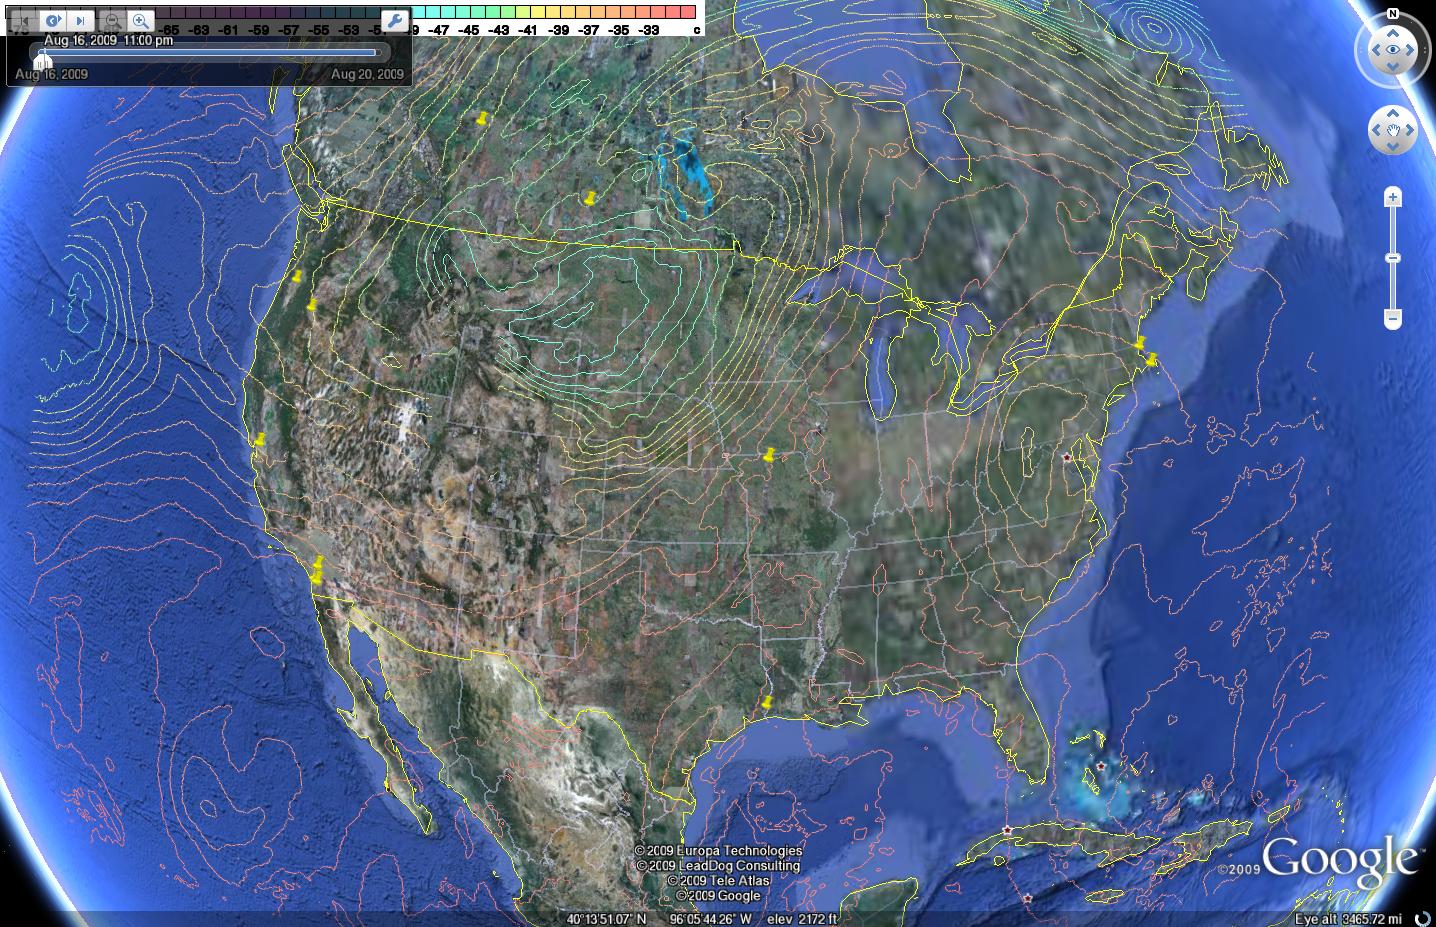 -65 -63 -61 -59 -57 -55 -53 -47 -45 -43 -41 -39 -37 -35 -33 c
Aug 16, 2009 11:00 pm
Aug 16, 2009 Aug 20, 2009
N
©2009 Europa Technologies
©2009 LeadDog Consulting
©2009 Tele Atlas
©2009 Google
©2009 Google
40°13'51.07" N 96°05'44.26" W elev 2172 ft Eye alt 3465.72 mi